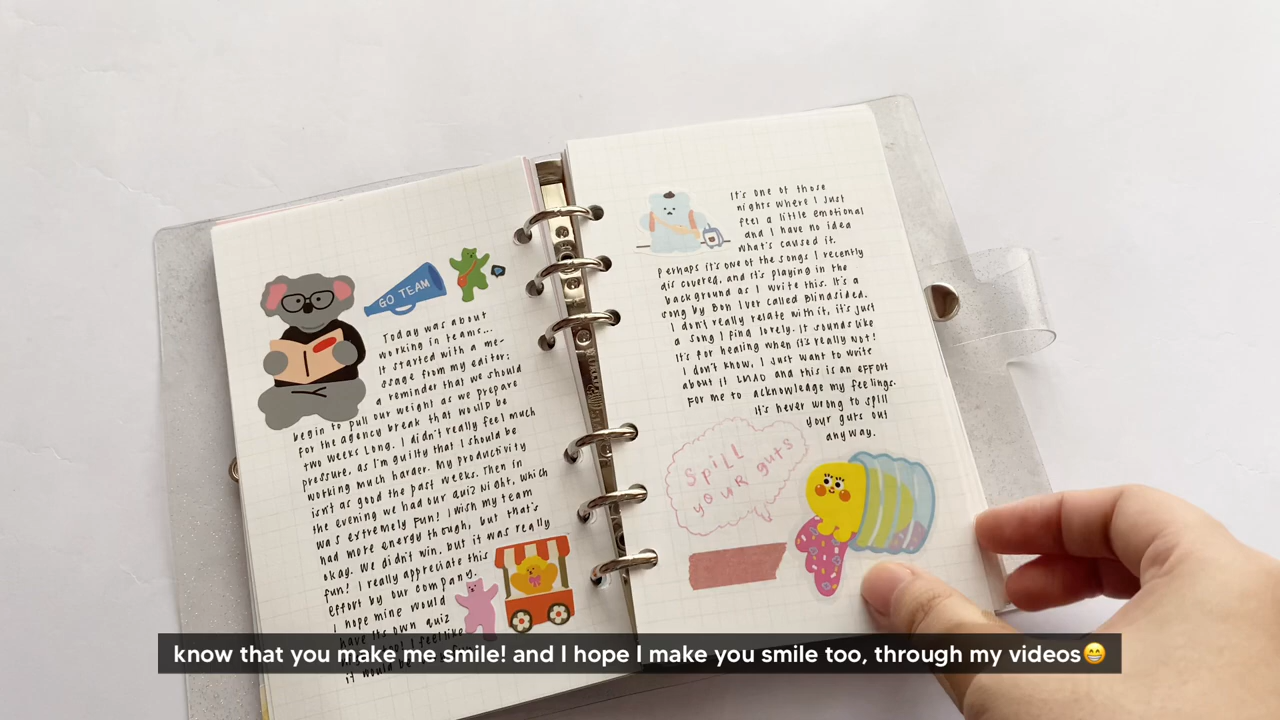 GO TEAM
Today was about
working in teams...
It started with a me-
ssage from my editor:
a reminder that we should
begin to pull our weight as we prepare
for the agency break that would be
two weeks long. I didn't really feel much
pressure, as I'm guilty that I should be
working much harder. My productivity
isn't as good the past weeks. Then in
the evening we had our quiz night, which
was extremely fun! I wish my team
had more energy though, but that's
okay. We didn't win. but it was really
fun! I really appreciate this
effort by our company.
I hope mine would
have its own quiz
I feel like
it would be
It's one of those
nights where I just
feel a little emotional
and I have no idea
what's caused it.
Perhaps it's one of the songs I recently
discovered, and it's playing in the
background as I write this. It's a
song by Bon Iver called Blindsided.
I don't really relate with it, it's just
a song I find lovely. It sounds like
it's for healing when it's really not!
I don't know, I just want to write
about it LMAO and this is an effort
for me to acknowledge my feelings.
It's never wrong to spill
your guts out
anyway.
Spill
your guts
know that you make me smile! and I hope I make you smile too, through my videos😁